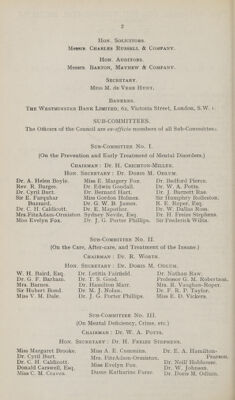 2
HON. SOLICITORS.
MESSRS. CHARLES RUSSELL & COMPANY.
HON. AUDITORS.
MESSRS. BARTON, MAYHEW & COMPANY.
SECRETARY.
MISS M. DE VERE HUNT.
BANKERS.
THE WESTMINSTER BANK LIMITED, 63, Victoria Street, London, S.W. 1.
SUB-COMMITTEES.
The Officers of the Council are ex-officio members of all Sub-Committees.
SUB-COMMITTEE No. I.
(On the Prevention and Early Treatment of Mental Disorders.)
CHAIRMAN: DR. H. CRICHTON-MILLER.
HON. SECRETARY: DR. DORIS M. ODLUM.
Dr. A. Helen Boyle. Miss E. Margery Fox. Dr. Bedford Pierce.
Rev. R. Barger. Dr. Edwin Goodall. Dr. W. A. Potts.
Dr. Cyril Burt. Dr. Bernard Hart. Dr. J. Burnett Rae.
Sir E. Farquhar Buzzard. Miss Gordon Holmes. Sir Humphry Rolleston.
Dr. G. W. B. James. R. F. Roper, Esq.
Dr. C. H. Caldicott. Dr. E. Mapother. Dr. W. Dallas Ross.
Mrs. FitzAdam-Ormiston Sydney Nevile, Esq. Dr. H. Freize Stephens.
Miss Evelyn Fox. Dr. J. G. Porter Phillips. Sir Frederick Willis.
SUB-COMMITTEE No. II.
(On the Care, After-care, and Treatment of the Insane.)
CHAIRMAN: DR. R. WORTH.
HON. SECRETARY: DR. DORIS M. ODLUM.
W. H. Baird, Esq. Dr. Letitia Fairfield. Dr. Nathan Raw.
Dr. G. F. Barham. Dr. T. S. Good. Professor G. M. Robertson.
Mrs. Barnes. Dr. Hamilton Marr. Mrs. R. Vaughan-Roper.
Sir Hubert Bond. Dr. M. J. Nolan. Dr. F. R. P. Taylor.
Miss V. M. Dale. Dr. J. G. Porter Phillips. Miss E. D. Vickers.
SUB-COMMITTEE No. III.
(On Mental Deficiency, Crime, etc.)
CHAIRMAN: DR. W. A. POTTS.
HON. SECRETARY: DR. H. FREIZE STEPHENS.
Miss Margaret Brooke. Miss A. E. Cummins. Dr. E. A. Hamilton-Pearson.
Dr. Cyril Burt. Mrs. FitzAdam-Ormiston.
Dr. C. H. Caldicott. Miss Evelyn Fox. Dr. Neill Hobhouse.
Donald Carswell, Esq. Dame Katharine Furse. Dr. W. Johnson.
Miss C. M. Craven. Dr. Doris M. Odlum.